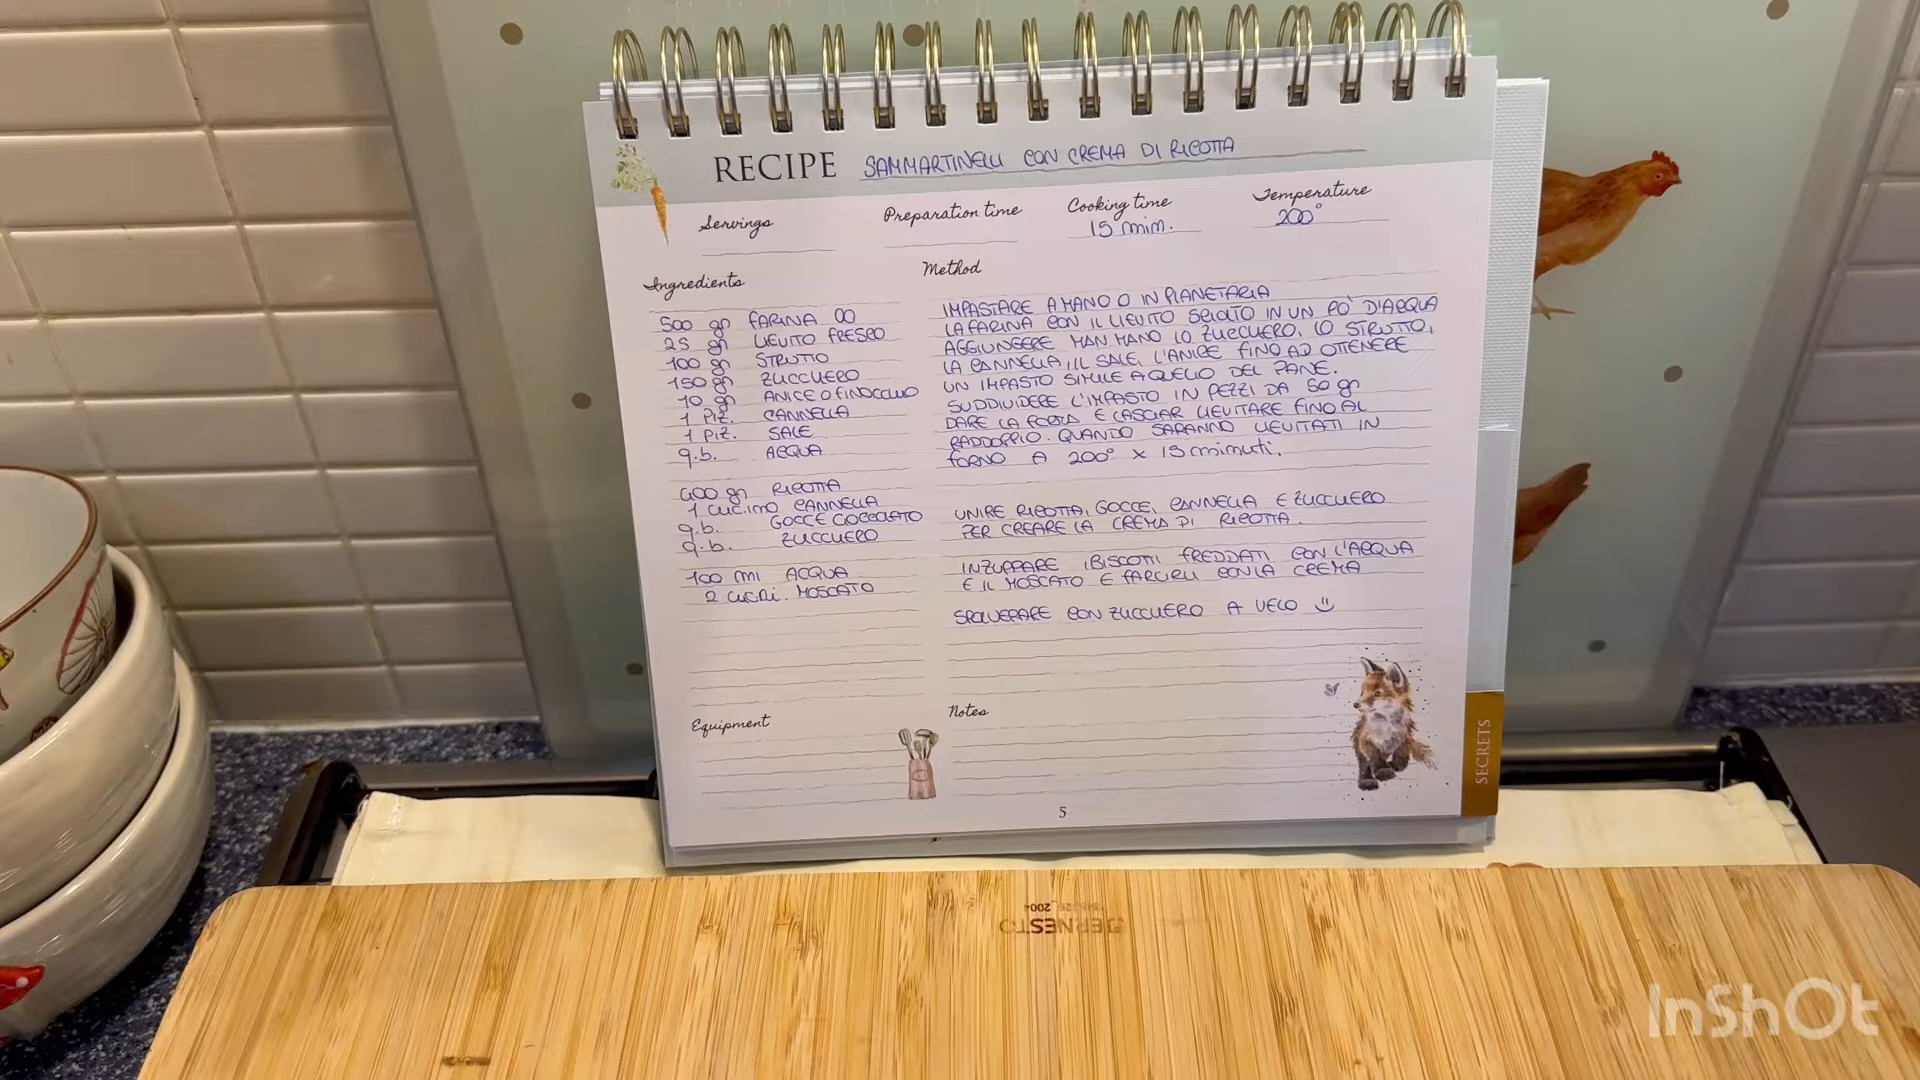 RECIPE SAMMARTINELLI CON CREMA DI RICOTTA
Servings
Preparation time
Cooking time
15 min.
Temperature
200°
Ingredients
500 gr FARINA 00
25 gr LIEVITO FRESCO
100 gr STRUTTO
150 gr ZUCCHERO
10 gr ANICE O FINOCCHIO
1 PIZ. CANNELLA
1 PIZ. SALE
q.b. ACQUA
400 gr RICOTTA
1 CUC.INO CANNELLA
q.b. GOCCE COCCOLATO
q.b. ZUCCHERO
100 ml ACQUA
2 CUCRI. MOSCATO
Method
IMPASTARE A MANO O IN PLANETARIA
LA FARINA CON IL LIEVITO SCIOLTO IN UN PO' D'ACQUA
AGGIUNGERE MAN MANO LO ZUCCHERO, LO STRUTTO,
LA CANNELLA, IL SALE, L'ANICE FINO AD OTTENERE
UN IMPASTO SIMILE A QUELLO DEL PANE.
SUDDIVIDERE L'IMPASTO IN PEZZI DA 50 gr
DARE LA FORMA E LASCIAR LIEVITARE FINO AL
RADDOPPIO. QUANDO SARANNO LIEVITATI IN
FORNO A 200° x 15 minuti.
UNIRE RICOTTA, GOCCE, CANNELLA E ZUCCHERO
PER CREARE LA CREMA DI RICOTTA.
INZUPPARE I BISCOTTI FREDDATI CON L'ACQUA
E IL MOSCATO E FARCIRLI CON LA CREMA
SPOLVERARE CON ZUCCHERO A VELO
Equipment
Notes
5
SECRETS
ERNESTO
InShOt